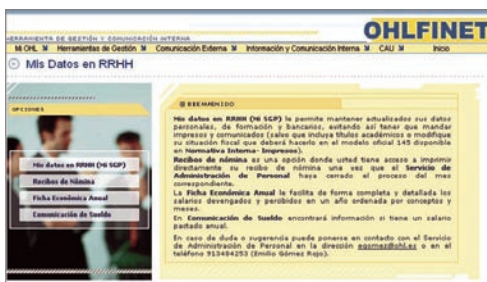 OHLFINET
HERRAMIENTA DE GESTIÓN Y COMUNICACIÓN INTERNA
Mi OHL Herramientas de Gestión Comunicación Externa Información y Comunicación Interna CAU Inicio
Mis Datos en RRHH
OPCIONES
Mis datos en RRHH (Mi SGP)
Recibos de Nómina
Ficha Económica Anual
Comunicación de Sueldo
BIENVENIDO
Mis datos en RRHH (Mi SGP) le permite mantener actualizados sus datos
personales, de formación y bancarios, evitando así tener que mandar
impresos y comunicados (salvo que incluya títulos académicos o modifique
su situación fiscal que deberá hacerlo en el modelo oficial 145 disponible
en Normativa Interna- Impresos).
Recibos de nómina es una opción donde usted tiene acceso a imprimir
directamente su recibo de nómina una vez que el Servicio de
Administración de Personal haya cerrado el proceso del mes
correspondiente.
La Ficha Económica Anual le facilita de forma completa y detallada los
salarios devengados y percibidos en un año ordenada por conceptos y
meses.
En Comunicación de Sueldo encontrará información si tiene un salario
pactado anual.
En caso de duda o sugerencia puede ponerse en contacto con el Servicio
de Administración de Personal en la dirección egomez@ohl.es o en el
teléfono 913484253 (Emilio Gómez Rojo).